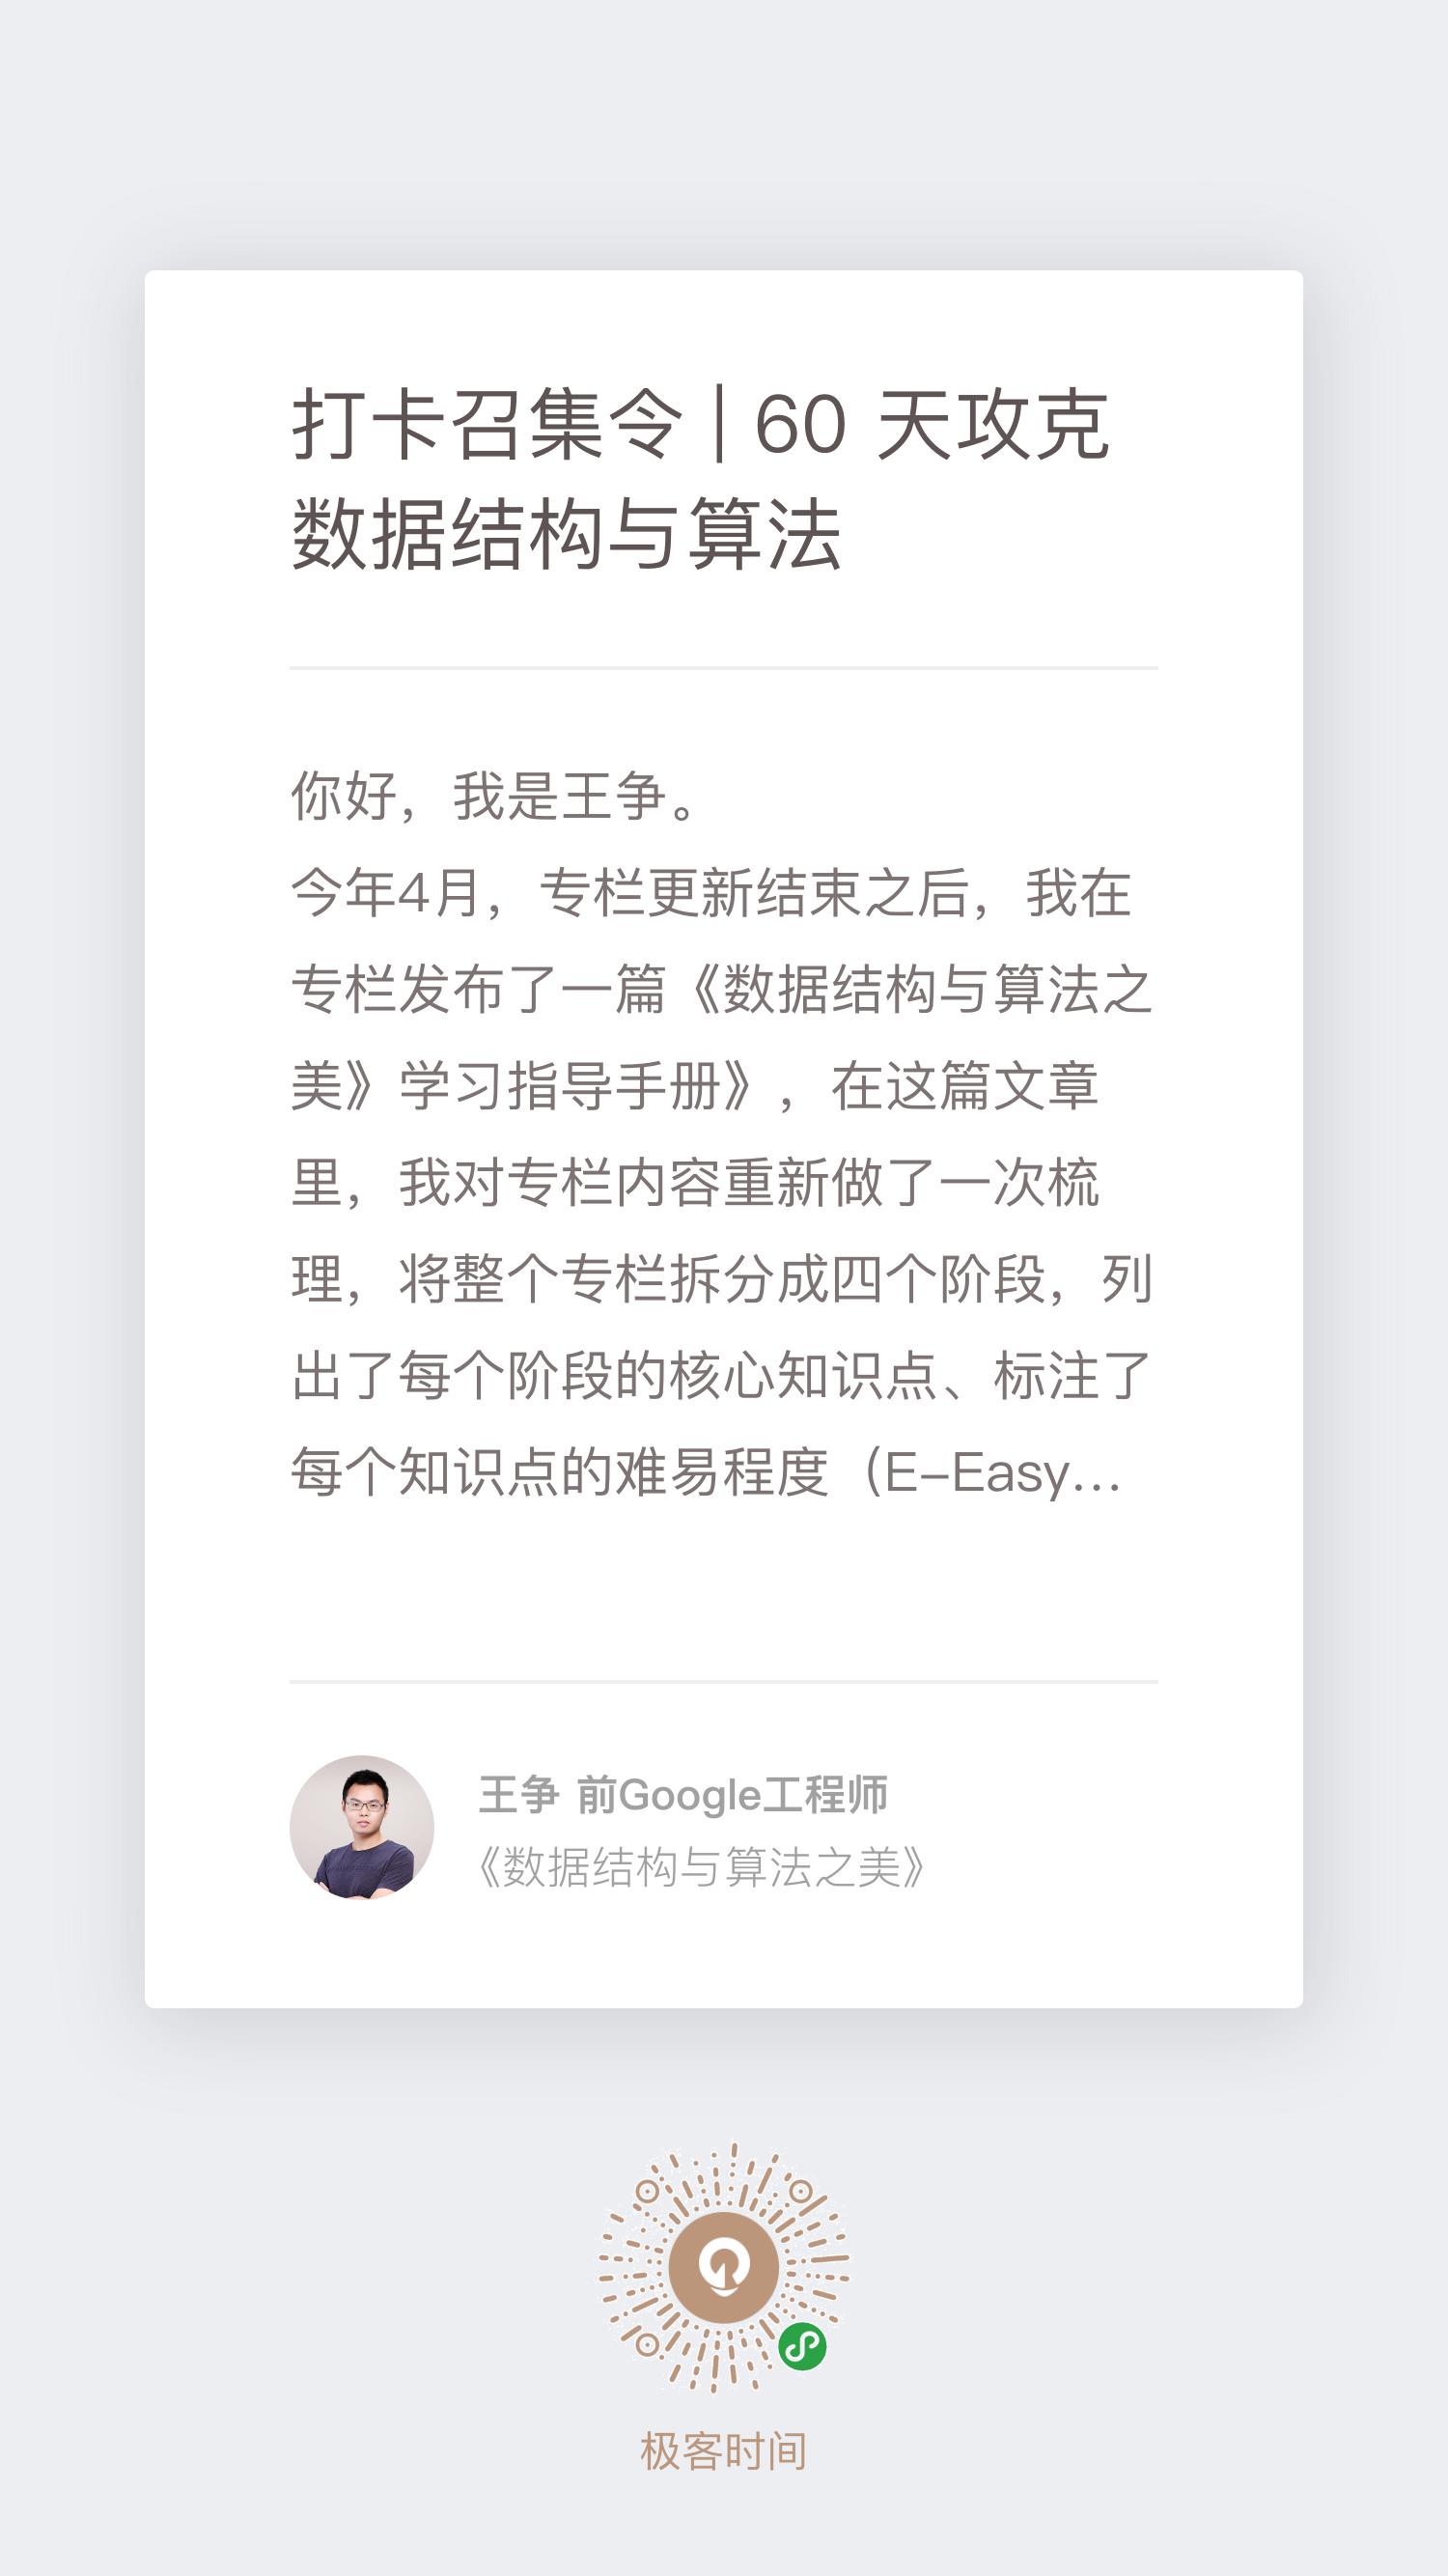 打卡召集令 | 60 天攻克
数据结构与算法
你好，我是王争。
今年4月，专栏更新结束之后，我在
专栏发布了一篇《数据结构与算法之
美》学习指导手册》，在这篇文章
里，我对专栏内容重新做了一次梳
理，将整个专栏拆分成四个阶段，列
出了每个阶段的核心知识点、标注了
每个知识点的难易程度（E-Easy...
王争 前Google工程师
《数据结构与算法之美》
极客时间